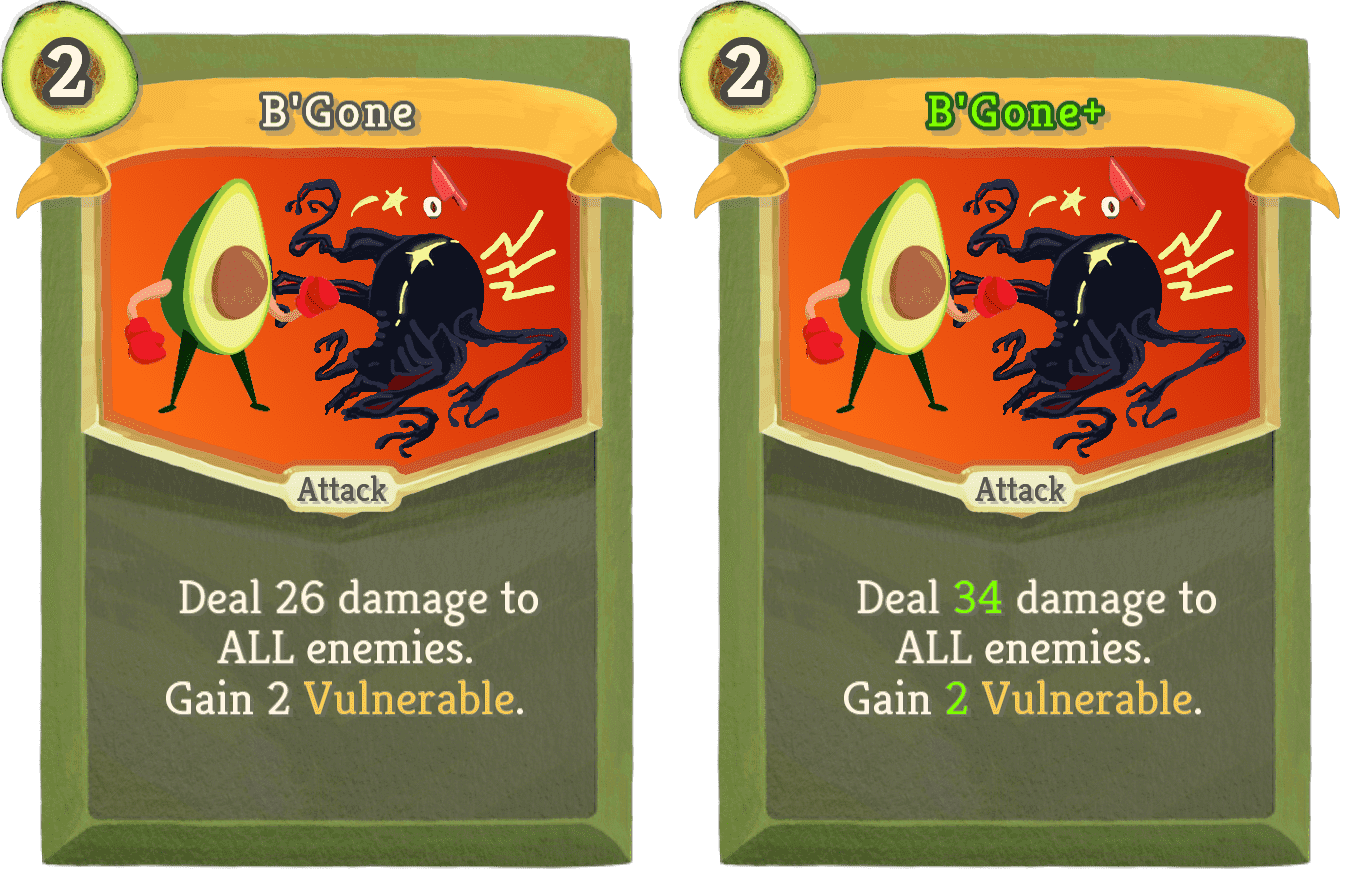 2
B'Gone
Attack
Deal 26 damage to
ALL enemies.
Gain 2 Vulnerable.
2
B'Gone+
Attack
Deal 34 damage to
ALL enemies.
Gain 2 Vulnerable.